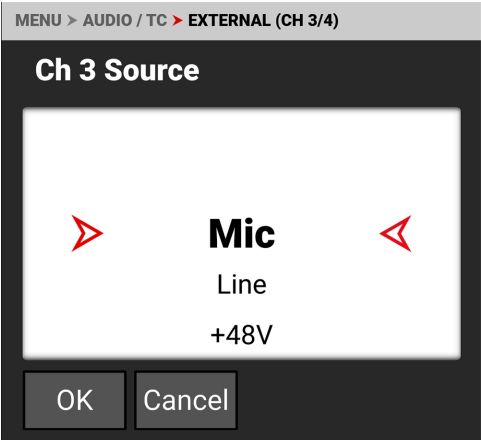 MENU > AUDIO / TC > EXTERNAL (CH 3/4)
Ch 3 Source
Mic
Line
+48V
OK Cancel